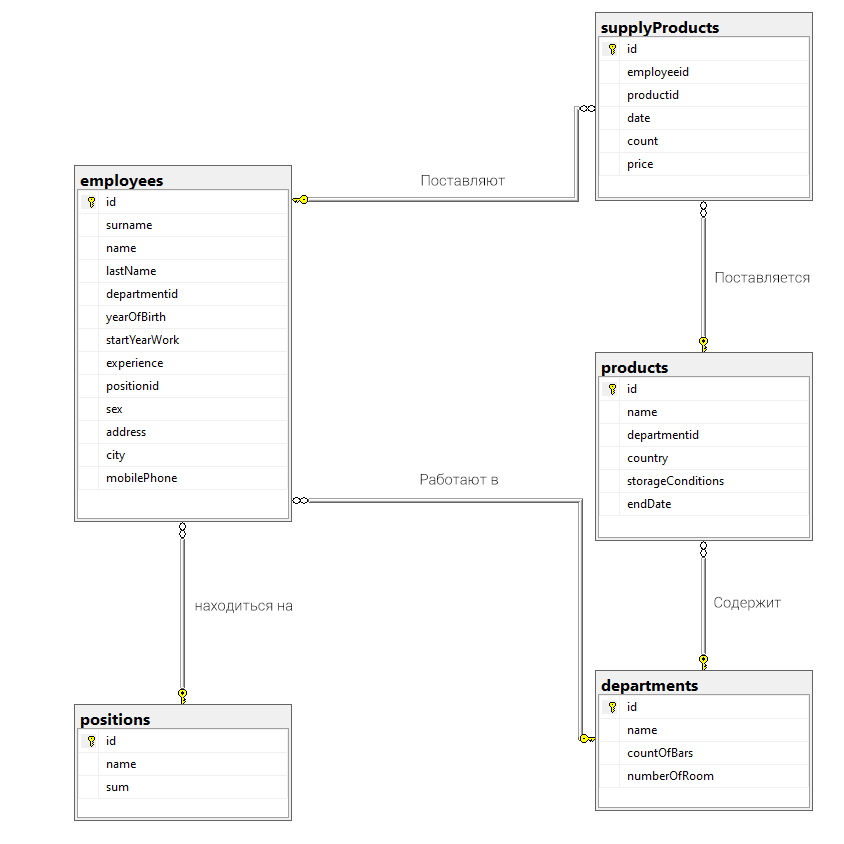 supplyProducts
id
employeeid
productid
date
count
price
Поставляют
employees
id
surname
name
lastName
departmentid
yearOfBirth
startYearWork
experience
positionid
sex
address
city
mobilePhone
Поставляется
products
id
name
departmentid
country
storageConditions
endDate
Работают в
находиться на
Содержит
departments
id
name
countOfBars
numberOfRoom
positions
id
name
sum